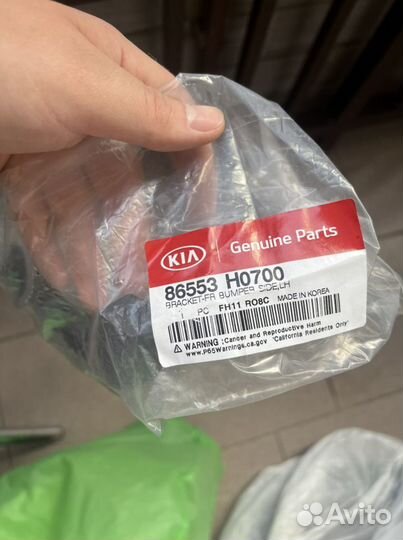 KIA Genuine Parts
86553 H0700
BRACKET-FR BUMPER SIDE,LH
1 PC FH11 RO8C MADE IN KOREA
WARNING :Cancer and Reproductive Harm
www.P65Warnings.ca.gov "California Residents Only"
Avito